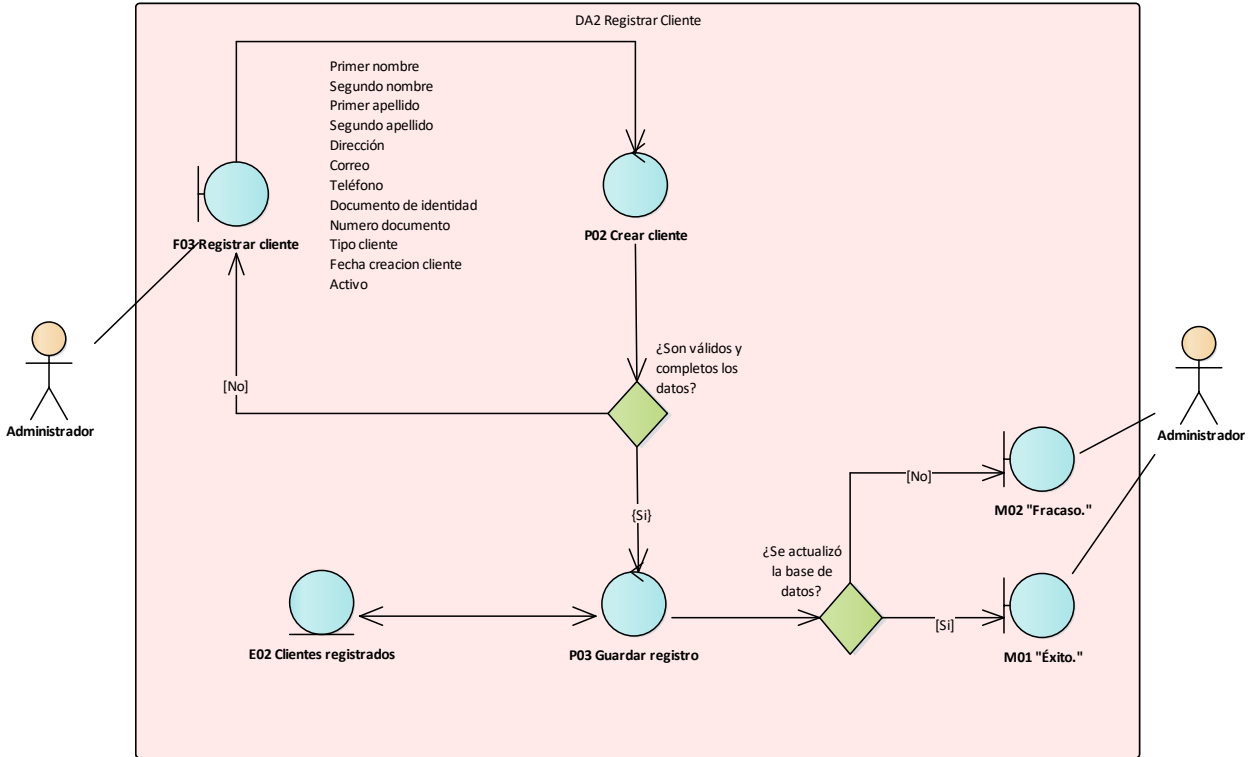 DA2 Registrar Cliente
Primer nombre
Segundo nombre
Primer apellido
Segundo apellido
Dirección
Correo
Teléfono
Documento de identidad
Numero documento
Tipo cliente
Fecha creacion cliente
Activo
F03 Registrar cliente
P02 Crear cliente
¿Son válidos y
completos los
datos?
[No]
Administrador
Administrador
[No]
M02 "Fracaso."
{Si}
¿Se actualizó
la base de
datos?
[Si]
E02 Clientes registrados
P03 Guardar registro
M01 "Éxito."